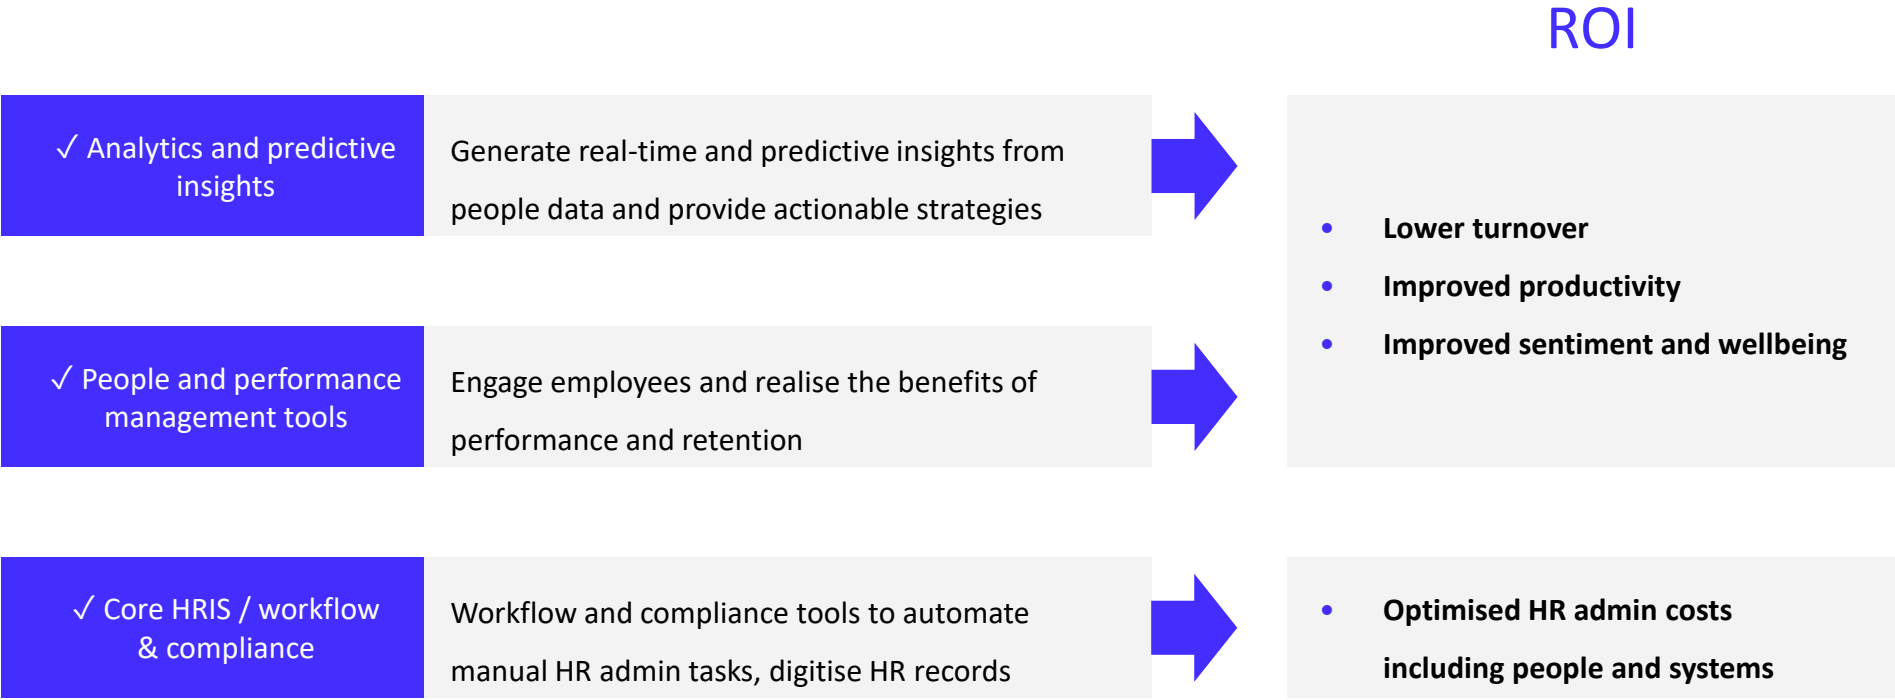 ROI
✓ Analytics and predictive
insights
Generate real-time and predictive insights from
people data and provide actionable strategies
• Lower turnover
• Improved productivity
• Improved sentiment and wellbeing
✓ People and performance
management tools
Engage employees and realise the benefits of
performance and retention
✓ Core HRIS / workflow
& compliance
Workflow and compliance tools to automate
manual HR admin tasks, digitise HR records
• Optimised HR admin costs
including people and systems